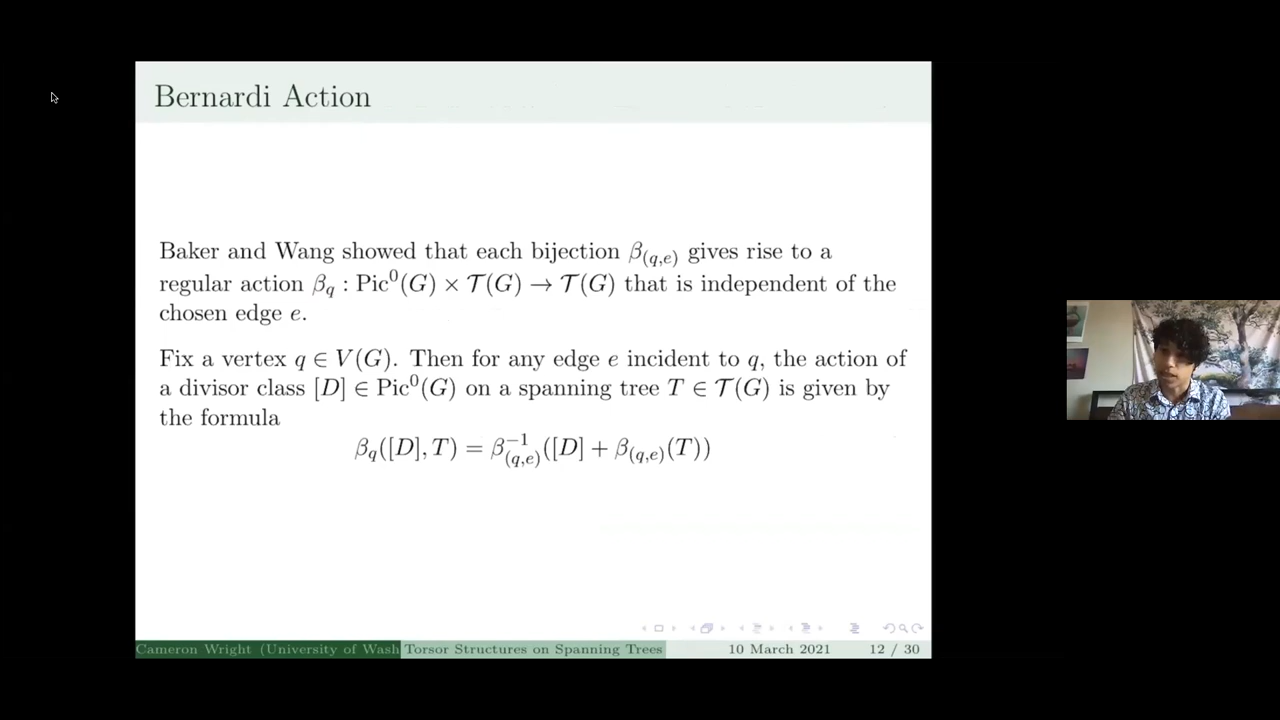 Bernardi Action
Baker and Wang showed that each bijection β_(q,e) gives rise to a
regular action β_q : Pic^0(G) × 𝒯(G) → 𝒯(G) that is independent of the
chosen edge e.
Fix a vertex q ∈ V(G). Then for any edge e incident to q, the action of
a divisor class [D] ∈ Pic^0(G) on a spanning tree T ∈ 𝒯(G) is given by
the formula
β_q([D], T) = β^{-1}_(q,e)([D] + β_(q,e)(T))
Cameron Wright (University of Wash Torsor Structures on Spanning Trees 10 March 2021 12 / 30